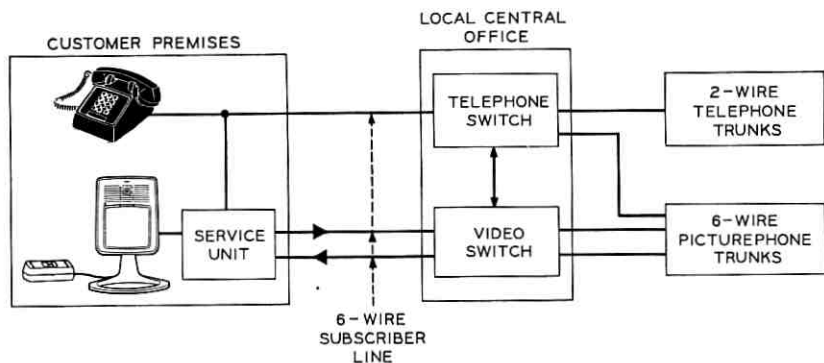 CUSTOMER PREMISES
LOCAL CENTRAL
OFFICE
TELEPHONE
SWITCH
2-WIRE
TELEPHONE
TRUNKS
SERVICE
UNIT
VIDEO
SWITCH
6-WIRE
PICTUREPHONE
TRUNKS
6-WIRE
SUBSCRIBER
LINE